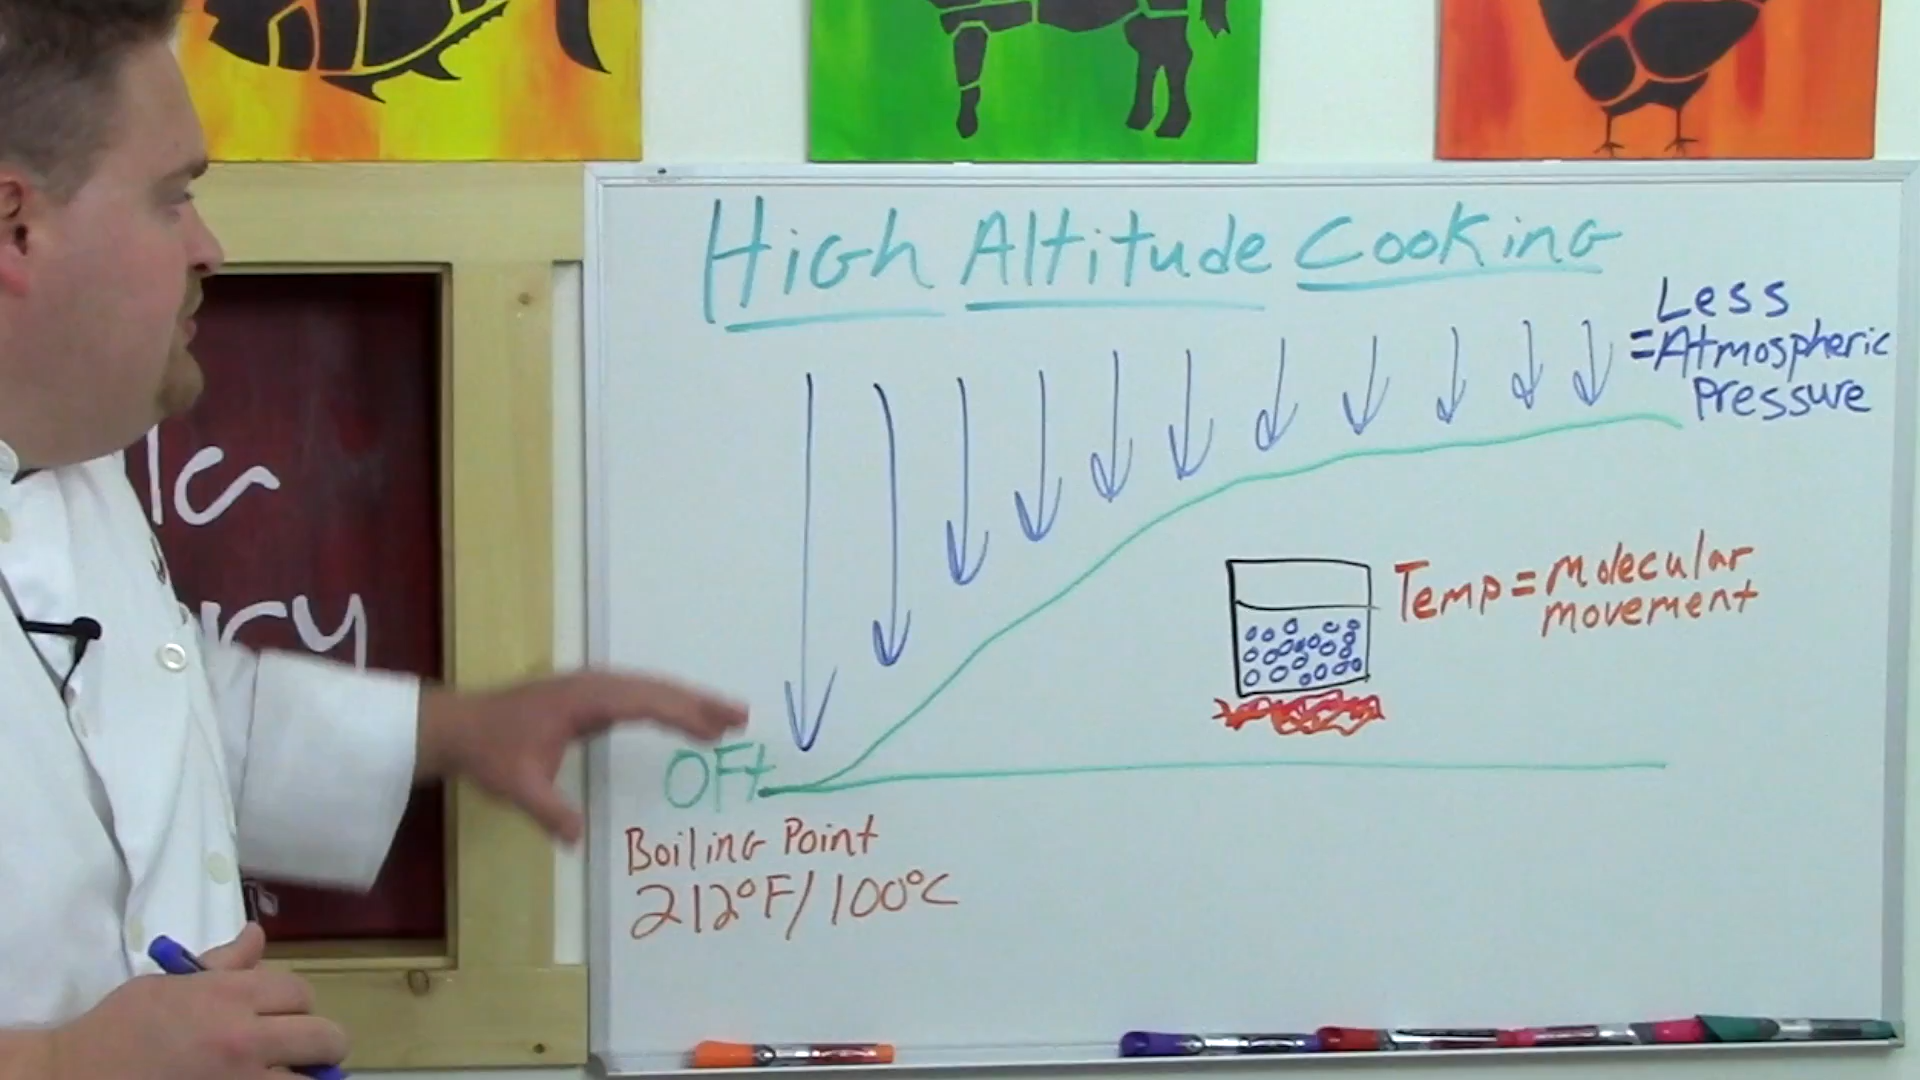 High Altitude Cooking
Less
= Atmospheric
Pressure
Temp = Molecular
movement
0Ft
Boiling Point
212°F/100°C